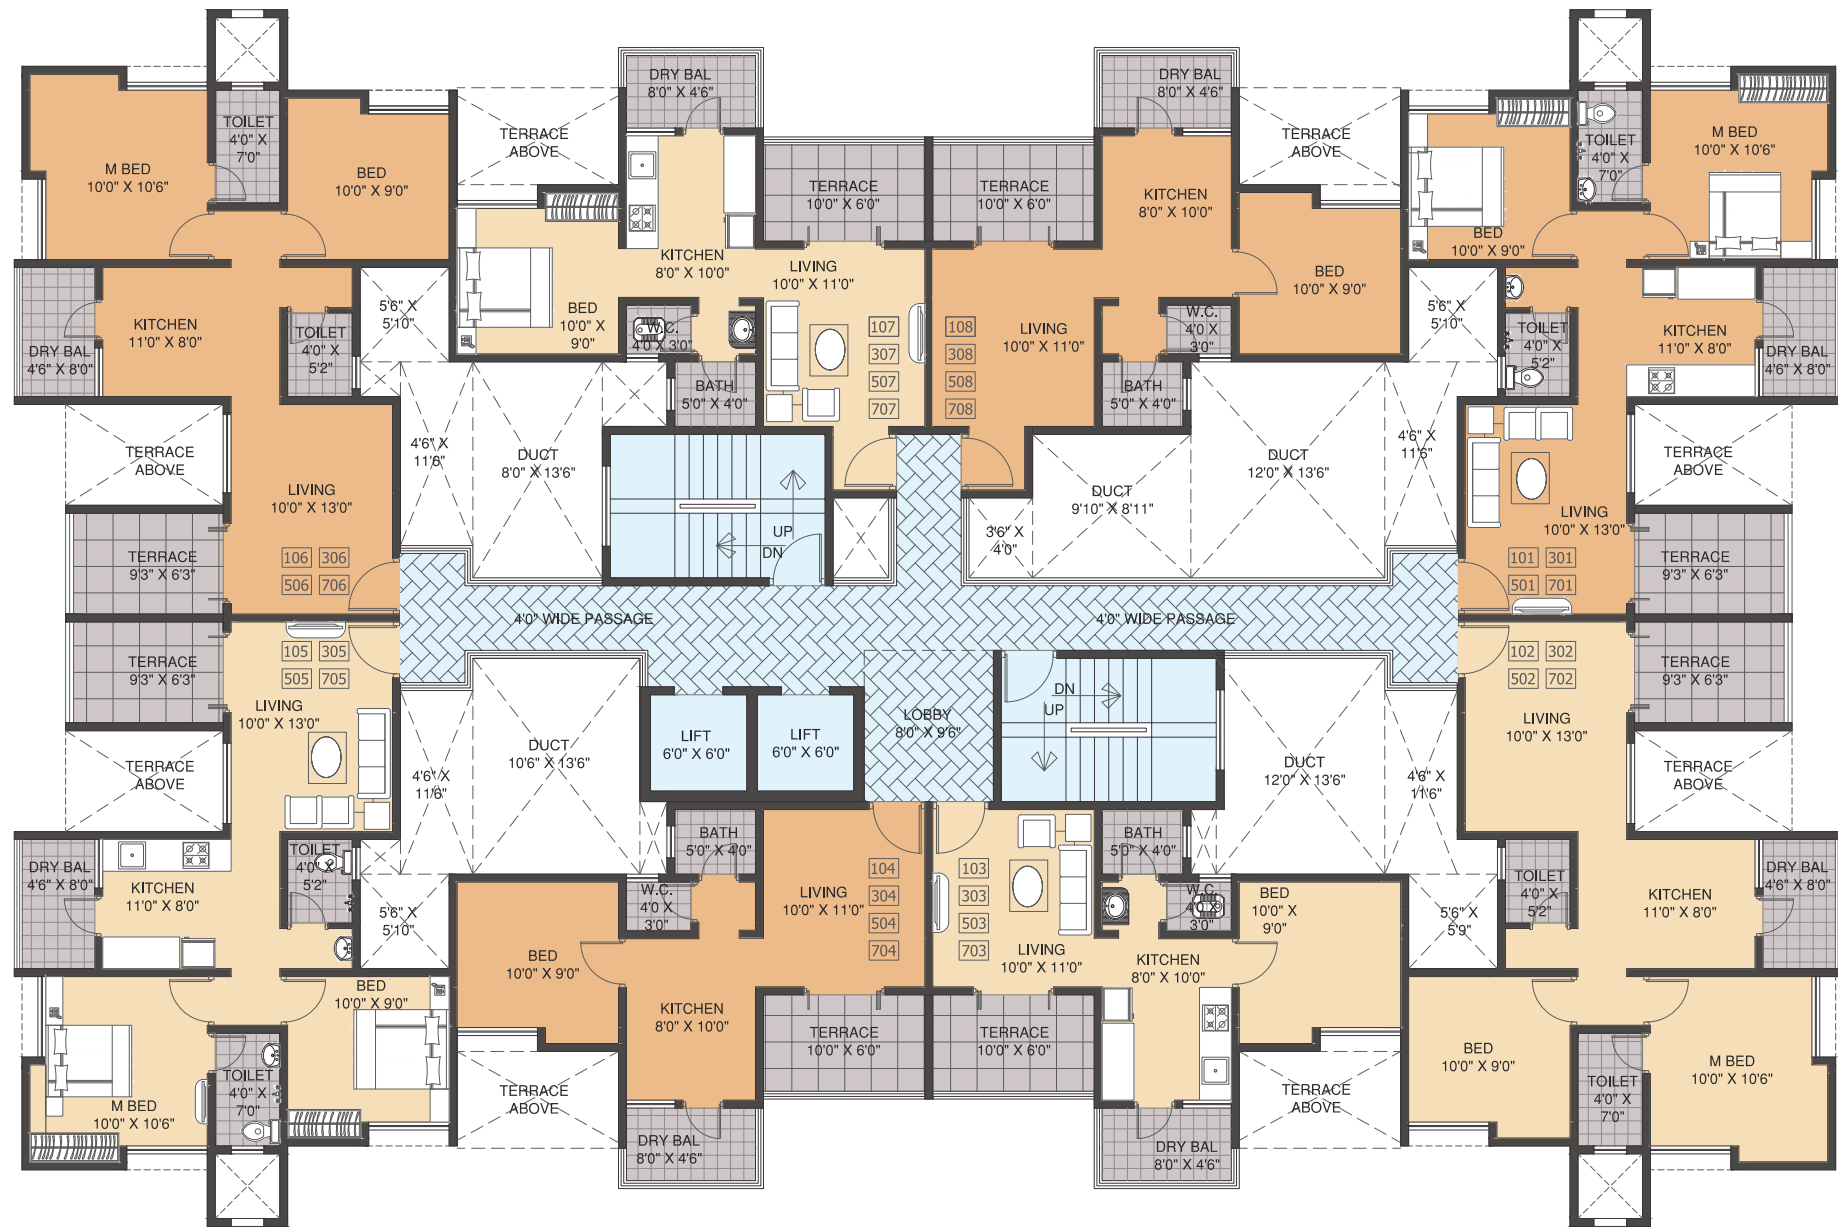 M BED
10'0" X 10'6"
TOILET
4'0" X
7'0"
BED
10'0" X 9'0"
TERRACE
ABOVE
DRY BAL
8'0" X 4'6"
TERRACE
10'0" X 6'0"
KITCHEN
8'0" X 10'0"
LIVING
10'0" X 11'0"
BED
10'0" X
9'0"
W.C.
4'0 X 3'0"
BATH
5'0" X 4'0"
107
307
507
707
DRY BAL
8'0" X 4'6"
TERRACE
10'0" X 6'0"
TERRACE
ABOVE
KITCHEN
8'0" X 10'0"
BED
10'0" X 9'0"
LIVING
10'0" X 11'0"
W.C.
4'0 X
3'0"
BATH
5'0" X 4'0"
108
308
508
708
BED
10'0" X 9'0"
TOILET
4'0" X
7'0"
M BED
10'0" X 10'6"
5'6" X
5'10"
TOILET
4'0" X
5'2"
KITCHEN
11'0" X 8'0"
DRY BAL
4'6" X 8'0"
DRY BAL
4'6" X 8'0"
KITCHEN
11'0" X 8'0"
TOILET
4'0" X
5'2"
5'6" X
5'10"
TERRACE
ABOVE
LIVING
10'0" X 13'0"
4'6" X
11'6"
DUCT
8'0" X 13'6"
UP
DN
3'6" X
4'0"
DUCT
9'10" X 8'11"
DUCT
12'0" X 13'6"
4'6" X
11'6"
LIVING
10'0" X 13'0"
TERRACE
ABOVE
TERRACE
9'3" X 6'3"
106 306
506 706
101 301
501 701
TERRACE
9'3" X 6'3"
4'0" WIDE PASSAGE
4'0" WIDE PASSAGE
TERRACE
9'3" X 6'3"
105 305
505 705
LIVING
10'0" X 13'0"
102 302
502 702
LIVING
10'0" X 13'0"
TERRACE
9'3" X 6'3"
TERRACE
ABOVE
4'6" X
11'6"
DUCT
10'6" X 13'6"
LIFT
6'0" X 6'0"
LIFT
6'0" X 6'0"
LOBBY
8'0" X 9'6"
DN
UP
DUCT
12'0" X 13'6"
4'6" X
11'6"
TERRACE
ABOVE
DRY BAL
4'6" X 8'0"
KITCHEN
11'0" X 8'0"
TOILET
4'0" X
5'2"
5'6" X
5'10"
BATH
5'0" X 4'0"
W.C.
4'0 X
3'0"
LIVING
10'0" X 11'0"
104
304
504
704
BED
10'0" X 9'0"
KITCHEN
8'0" X 10'0"
TERRACE
10'0" X 6'0"
TERRACE
ABOVE
DRY BAL
8'0" X 4'6"
103
303
503
703
LIVING
10'0" X 11'0"
BATH
5'0" X 4'0"
W.C.
4'0 X
3'0"
BED
10'0" X
9'0"
KITCHEN
8'0" X 10'0"
TERRACE
10'0" X 6'0"
TERRACE
ABOVE
DRY BAL
8'0" X 4'6"
5'6" X
5'9"
TOILET
4'0" X
5'2"
KITCHEN
11'0" X 8'0"
DRY BAL
4'6" X 8'0"
BED
10'0" X 9'0"
TOILET
4'0" X
7'0"
M BED
10'0" X 10'6"
BED
10'0" X 9'0"
TOILET
4'0" X
7'0"
M BED
10'0" X 10'6"